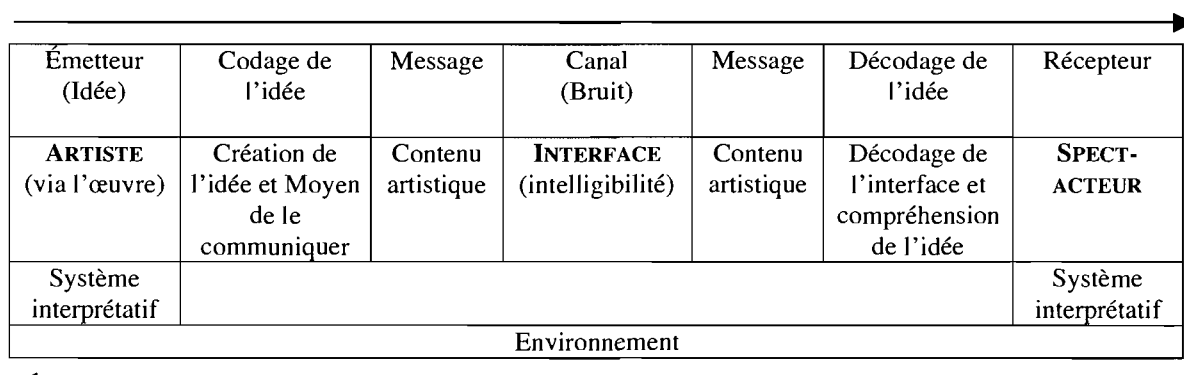 Émetteur
(Idée)
Codage de
l'idée
Message
Canal
(Bruit)
Message
Décodage de
l'idée
Récepteur
ARTISTE
(via l'œuvre)
Création de
l'idée et Moyen
de le
communiquer
Contenu
artistique
INTERFACE
(intelligibilité)
Contenu
artistique
Décodage de
l'interface et
compréhension
de l'idée
SPECT-
ACTEUR
Système
interprétatif
Système
interprétatif
Environnement